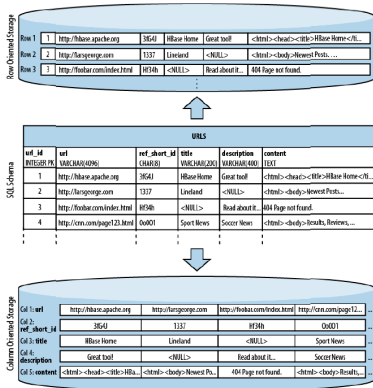 Row Oriented Storage
Row 1 1 http://hbase.apache.org 3fG4J HBase Home Great tool! <html><head><title>HBase Home</ti...
Row 2 2 http://larsgeorge.com 1337 Lineland <NULL> <html><body>Newest Posts. ...
Row 3 3 http://foobar.com/index.html Hf34h <NULL> Read about it... 404 Page not found.
SQL Schema
URLS
url_id url ref_short_id title description content
INTEGER PK VARCHAR(4096) CHAR(8) VARCHAR(200) VARCHAR(400) TEXT
1 http://hbase.apache.org 3fG4J HBase Home Great tool! <html><head><title>HBase Home...
2 http://larsgeorge.com 1337 Lineland <NULL> <html><body>Newest Posts...
3 http://foobar.com/index.html Hf34h <NULL> Read about it... 404 Page not found.
4 http://cnn.com/page123.html Oo0O1 Sport News Soccer News <html><body>Results, Reviews, ...
Column Oriented Storage
Col 1: url http://hbase.apache.org http://larsgeorge.com http://foobar.com/index.html http://cnn.com/page12... ...
Col 2:
ref_short_id 3fG4J 1337 Hf34h Oo0O1 ...
Col 3: title HBase Home Lineland <NULL> Sport News ...
Col 4:
description Great tool! <NULL> Read about it... Soccer News ...
Col 5: content <html><head><title>HBa... <html><body>Newest Po... 404 Page not found. <html><body>Results,... ...